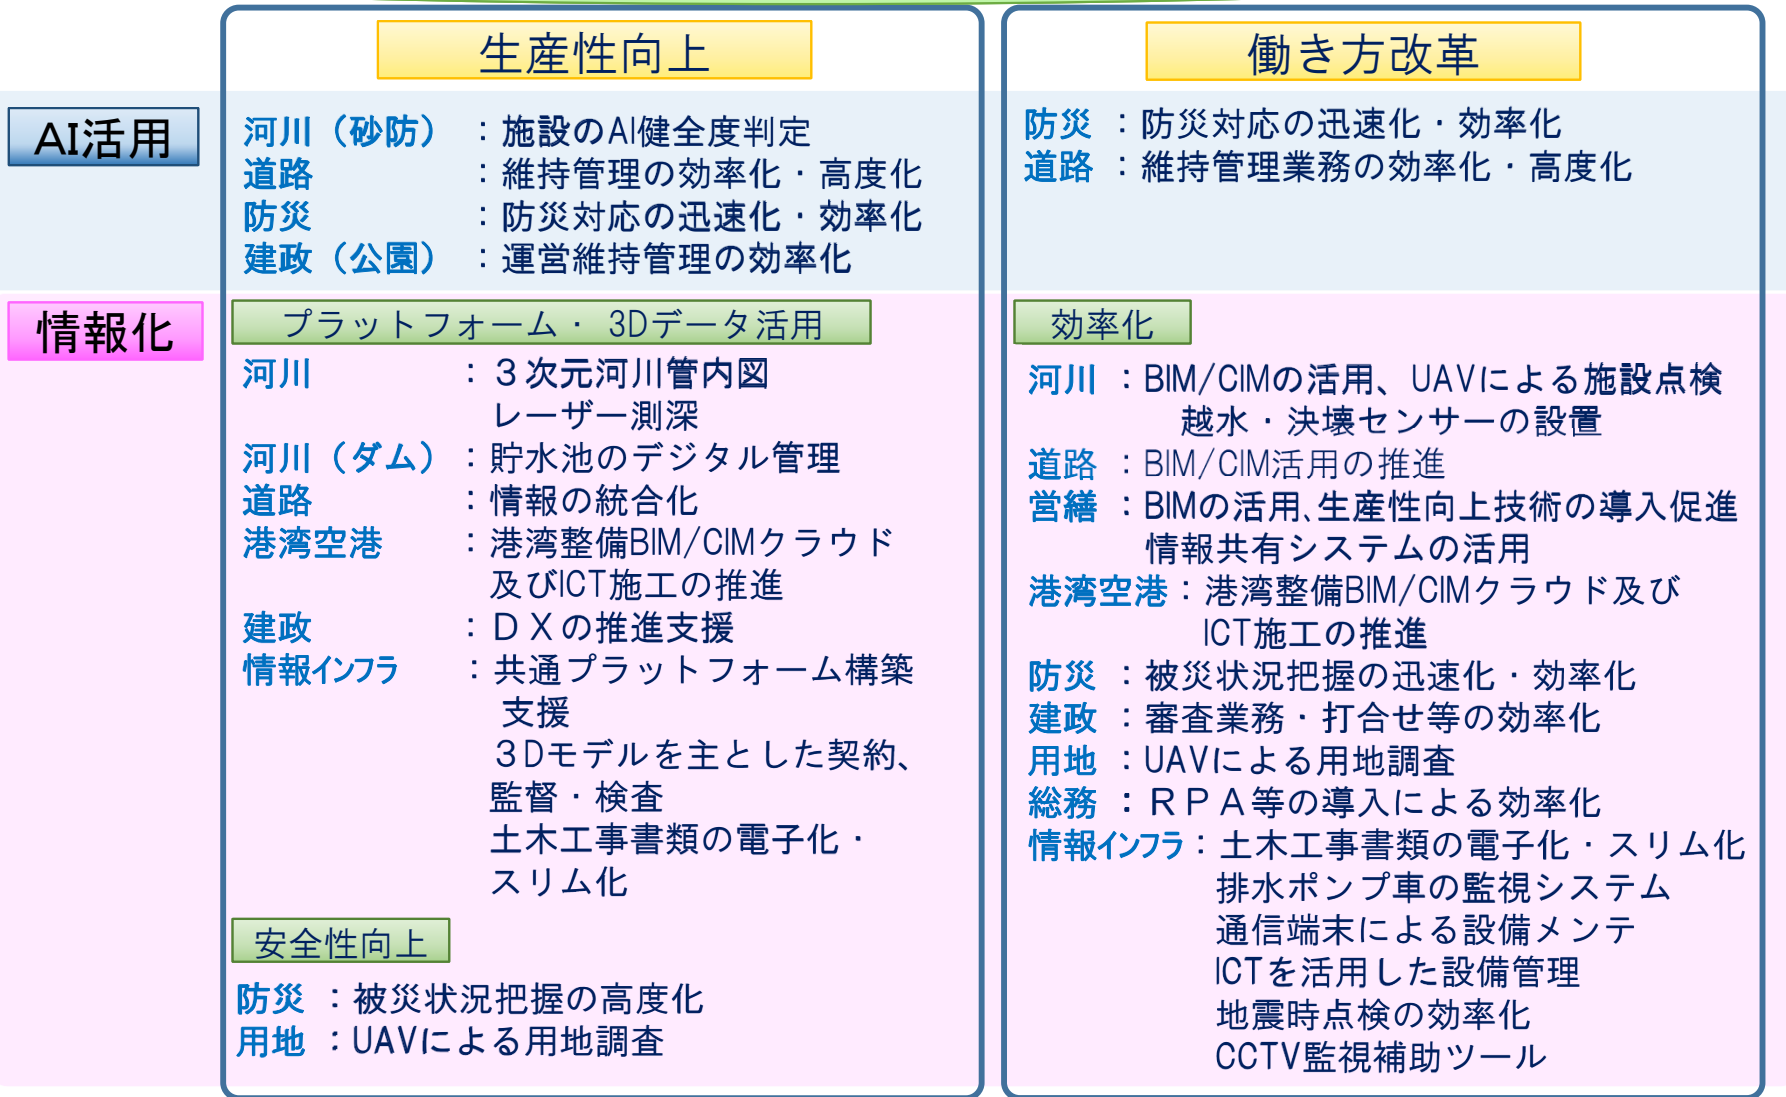 生産性向上
働き方改革
AI活用
河川（砂防）：施設のAI健全度判定
道路：維持管理の効率化・高度化
防災：防災対応の迅速化・効率化
建政（公園）：運営維持管理の効率化
防災：防災対応の迅速化・効率化
道路：維持管理業務の効率化・高度化
情報化
プラットフォーム・ 3Dデータ活用
河川：３次元河川管内図
レーザー測深
河川（ダム）：貯水池のデジタル管理
道路：情報の統合化
港湾空港：港湾整備BIM/CIMクラウド
及びICT施工の推進
建政：ＤＸの推進支援
情報インフラ：共通プラットフォーム構築
支援
３Dモデルを主とした契約、
監督・検査
土木工事書類の電子化・
スリム化
安全性向上
防災：被災状況把握の高度化
用地：UAVによる用地調査
効率化
河川：BIM/CIMの活用、UAVによる施設点検
越水・決壊センサーの設置
道路：BIM/CIM活用の推進
営繕：BIMの活用､生産性向上技術の導入促進
情報共有システムの活用
港湾空港：港湾整備BIM/CIMクラウド及び
ICT施工の推進
防災：被災状況把握の迅速化・効率化
建政：審査業務・打合せ等の効率化
用地：UAVによる用地調査
総務：ＲＰＡ等の導入による効率化
情報インフラ：土木工事書類の電子化・スリム化
排水ポンプ車の監視システム
通信端末による設備メンテ
ICTを活用した設備管理
地震時点検の効率化
CCTV監視補助ツール